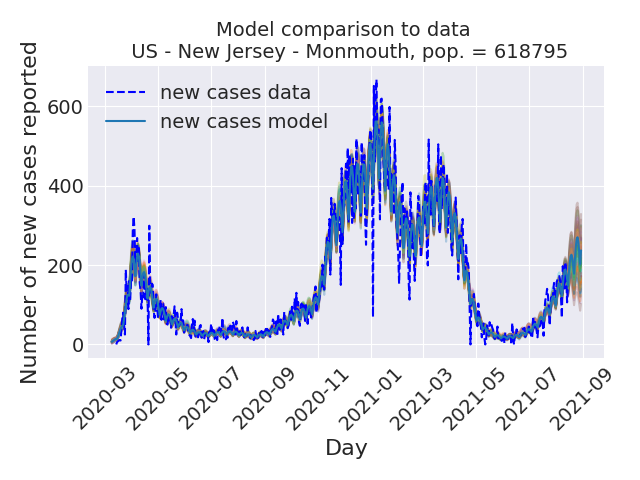 Model comparison to data
US - New Jersey - Monmouth, pop. = 618795
new cases data
new cases model
Number of new cases reported
600
400
200
0
2020-03
2020-05
2020-07
2020-09
2020-11
2021-01
2021-03
2021-05
2021-07
2021-09
Day